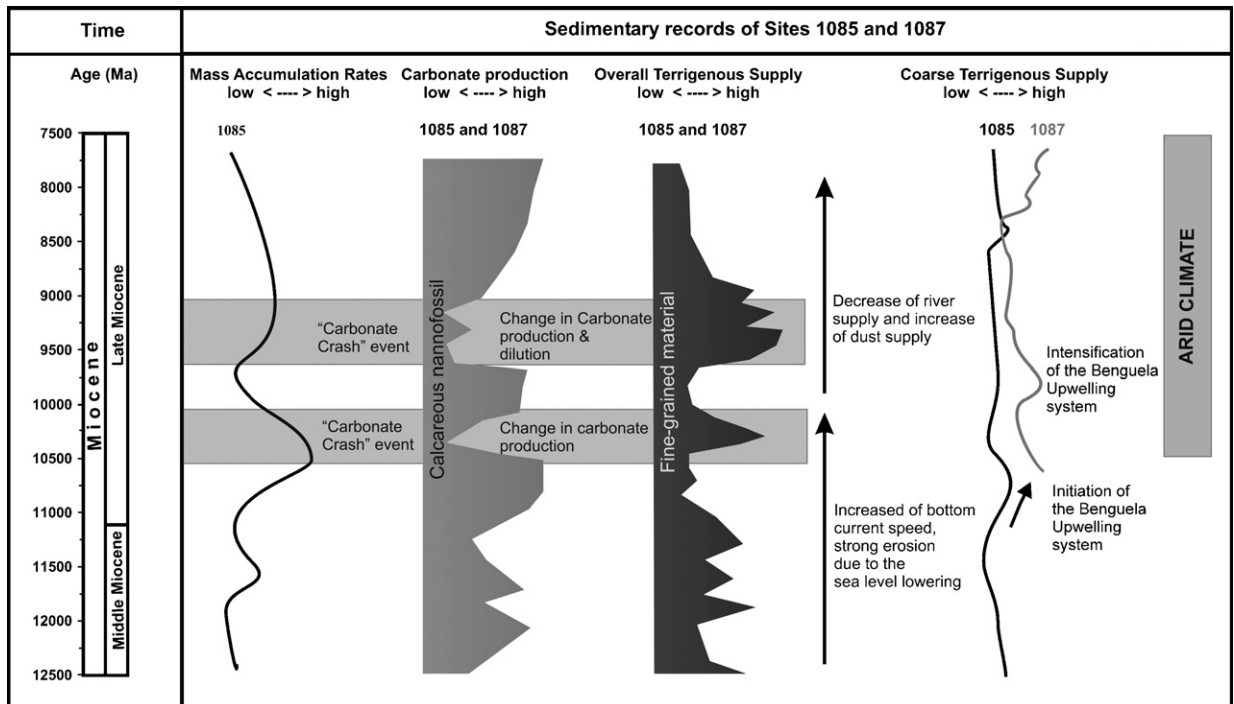 Time
Sedimentary records of Sites 1085 and 1087
Age (Ma)
Mass Accumulation Rates
low < ---- > high
Carbonate production
low < ---- > high
Overall Terrigenous Supply
low < ---- > high
Coarse Terrigenous Supply
low < ---- > high
1085
1085 and 1087
1085 and 1087
1085
1087
7500
8000
8500
9000
9500
10000
10500
11000
11500
12000
12500
Miocene
Late Miocene
Middle Miocene
"Carbonate
Crash" event
"Carbonate
Crash" event
Calcareous nannofossil
Change in Carbonate
production &
dilution
Change in carbonate
production
Fine-grained material
Decrease of river
supply and increase
of dust supply
Increased of bottom
current speed,
strong erosion
due to the
sea level lowering
Intensification
of the Benguela
Upwelling
system
Initiation of
the Benguela
Upwelling
system
ARID CLIMATE